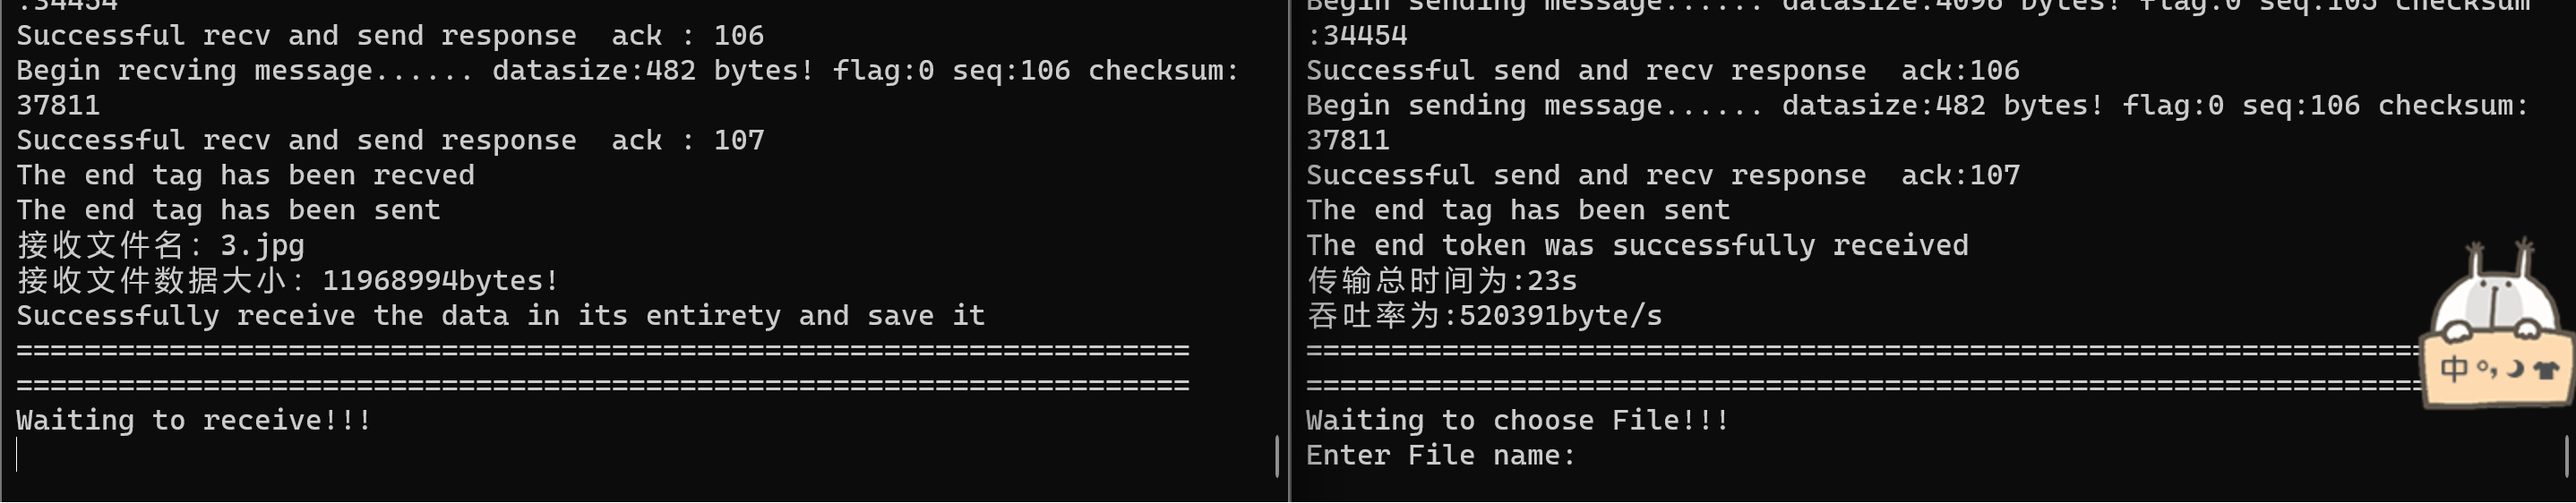 :34454
Successful recv and send response  ack : 106
Begin recving message...... datasize:482 bytes! flag:0 seq:106 checksum:
37811
Successful recv and send response  ack : 107
The end tag has been recved
The end tag has been sent
接收文件名：3.jpg
接收文件数据大小：11968994bytes!
Successfully receive the data in its entirety and save it
=====================================================================
=====================================================================
Waiting to receive!!!
Begin sending message...... datasize:4096 bytes! flag:0 seq:105 checksum
:34454
Successful send and recv response  ack:106
Begin sending message...... datasize:482 bytes! flag:0 seq:106 checksum:
37811
Successful send and recv response  ack:107
The end tag has been sent
The end token was successfully received
传输总时间为:23s
吞吐率为:520391byte/s
=================================================================
=================================================================
Waiting to choose File!!!
Enter File name:
中 °,